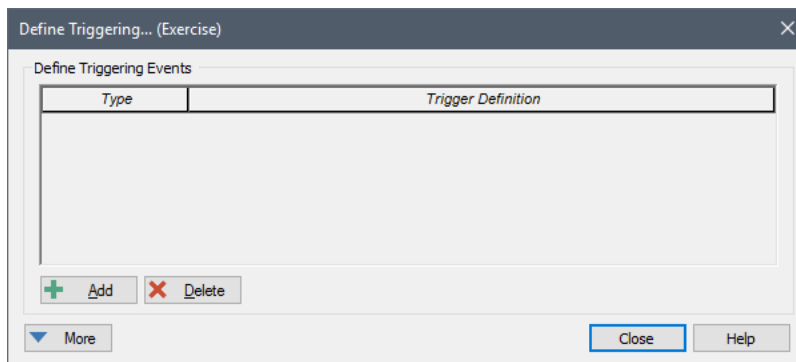 Define Triggering... (Exercise)
Define Triggering Events
Type Trigger Definition
Add Delete
More Close Help